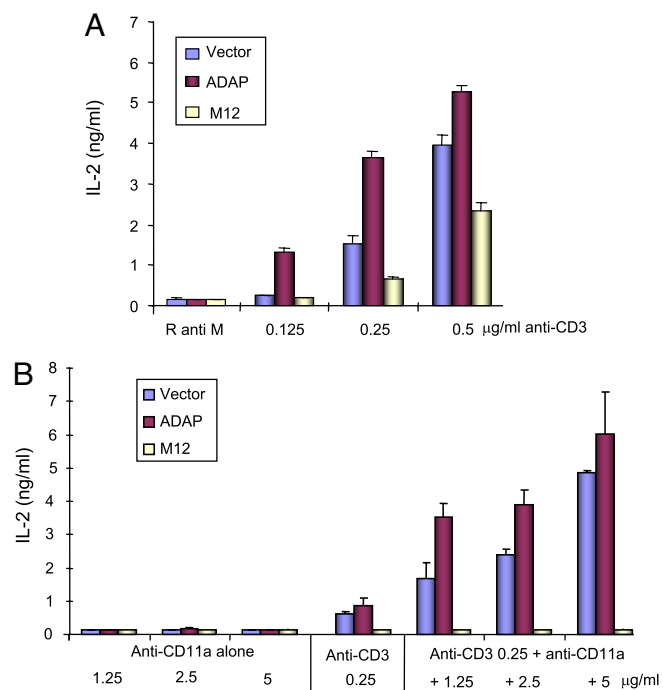 A
7
6
5
4
3
2
1
0
IL-2 (ng/ml)
Vector
ADAP
M12
R anti M 0.125 0.25 0.5 µg/ml anti-CD3
B
8
7
6
5
4
3
2
1
0
IL-2 (ng/ml)
Vector
ADAP
M12
Anti-CD11a alone Anti-CD3 Anti-CD3 0.25 + anti-CD11a
1.25 2.5 5 0.25 + 1.25 + 2.5 + 5 µg/ml